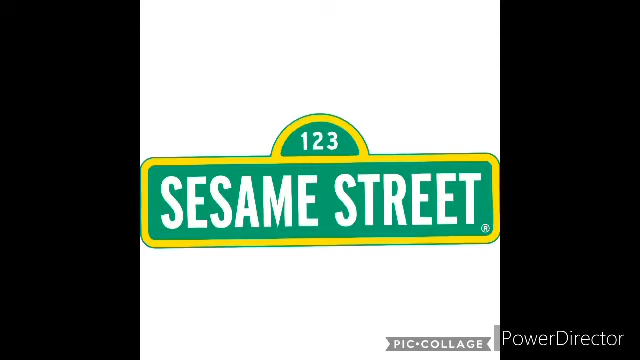 123
SESAME STREET
®
PIC•COLLAGE
PowerDirector